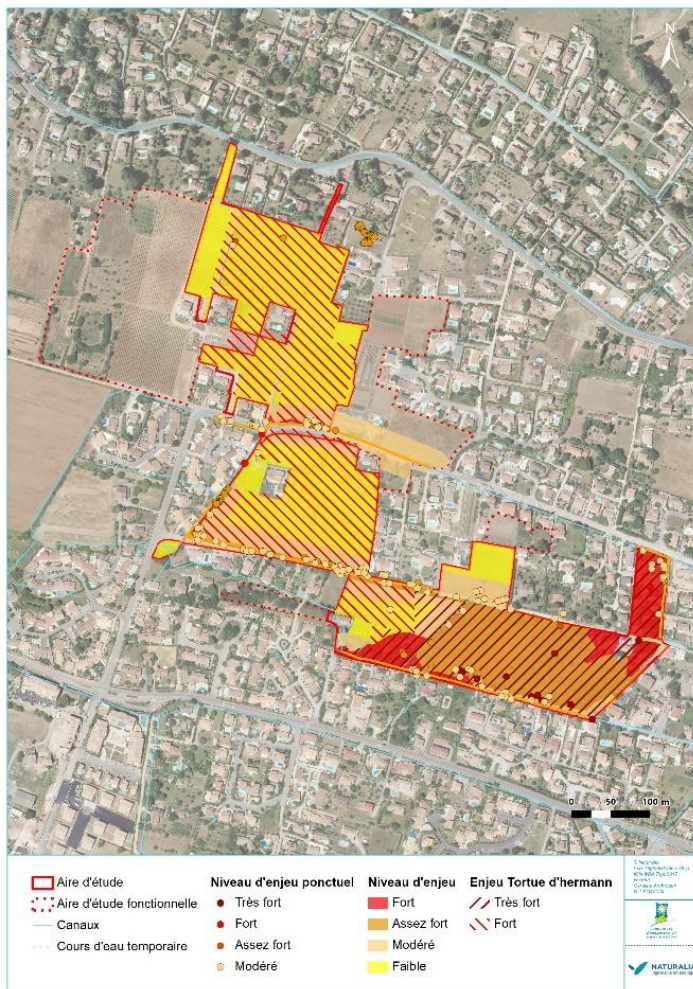 N
0 50 100 m
Aire d'étude
Aire d'étude fonctionnelle
Canaux
Cours d'eau temporaire
Niveau d'enjeu ponctuel
Très fort
Fort
Assez fort
Modéré
Niveau d'enjeu
Fort
Assez fort
Modéré
Faible
Enjeu Tortue d'hermann
Très fort
Fort
NATURALIA